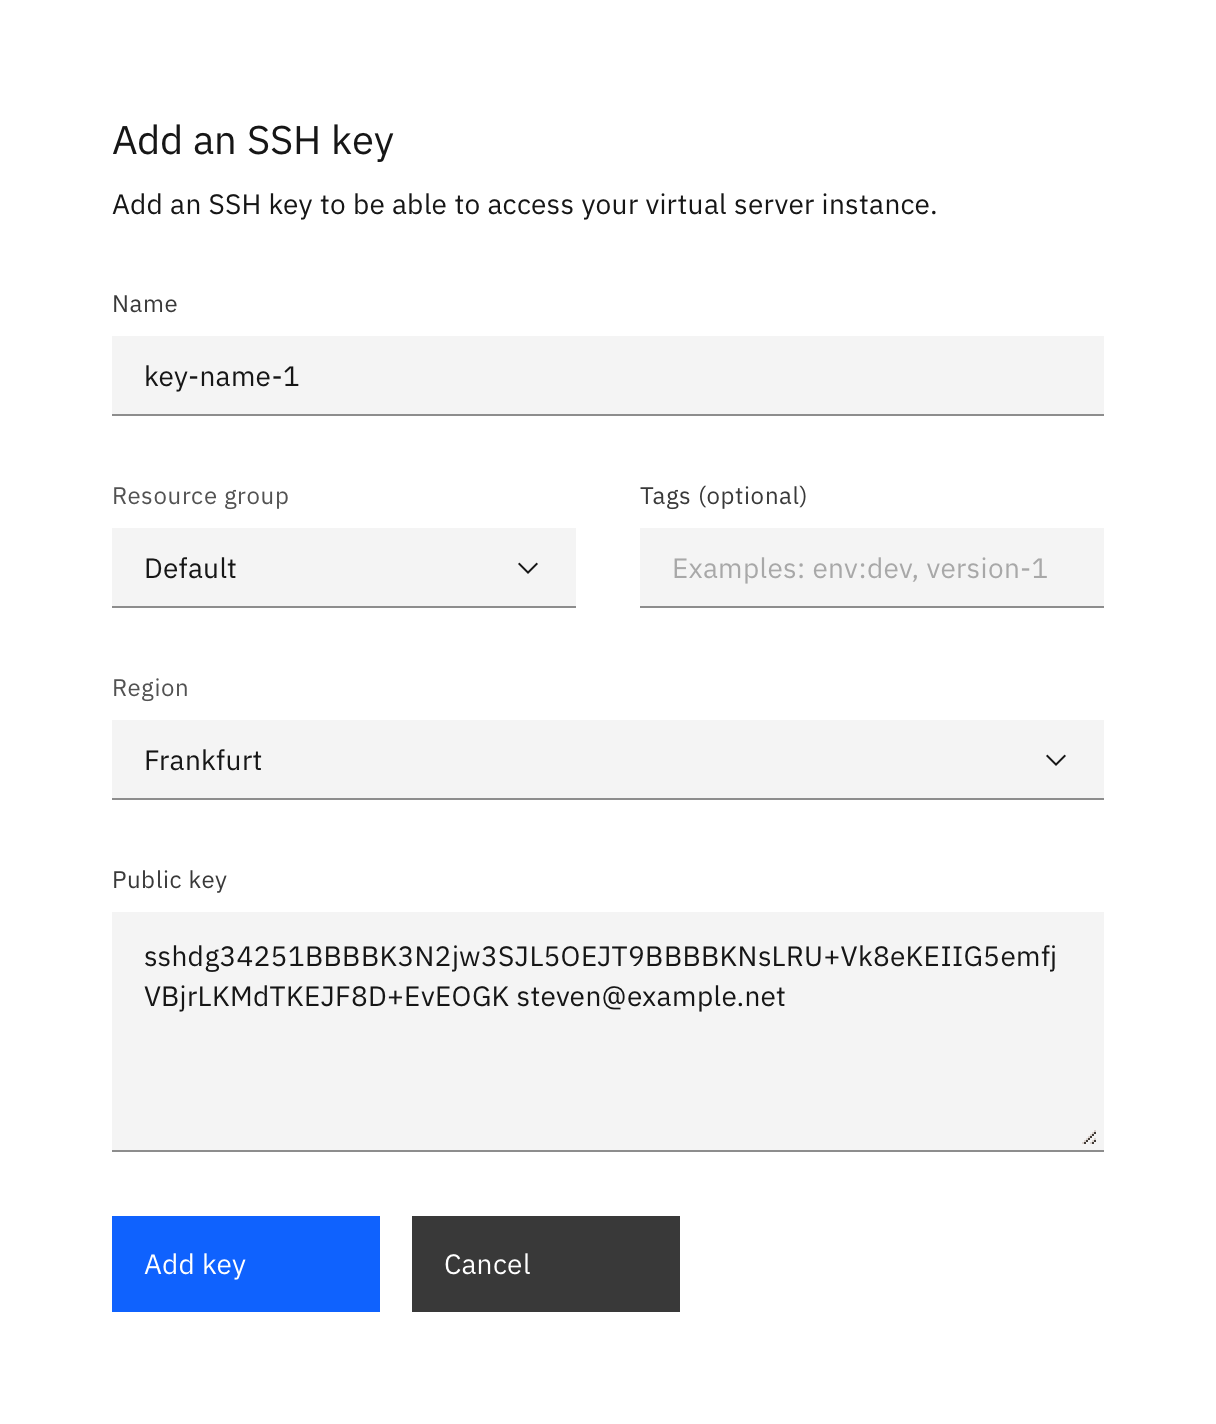 Add an SSH key
Add an SSH key to be able to access your virtual server instance.
Name
key-name-1
Resource group
Tags (optional)
Default
Examples: env:dev, version-1
Region
Frankfurt
Public key
sshdg34251BBBBK3N2jw3SJL5OEJT9BBBBKNsLRU+Vk8eKEIIG5emfj
VBjrLKMdTKEJF8D+EvEOGK steven@example.net
Add key
Cancel